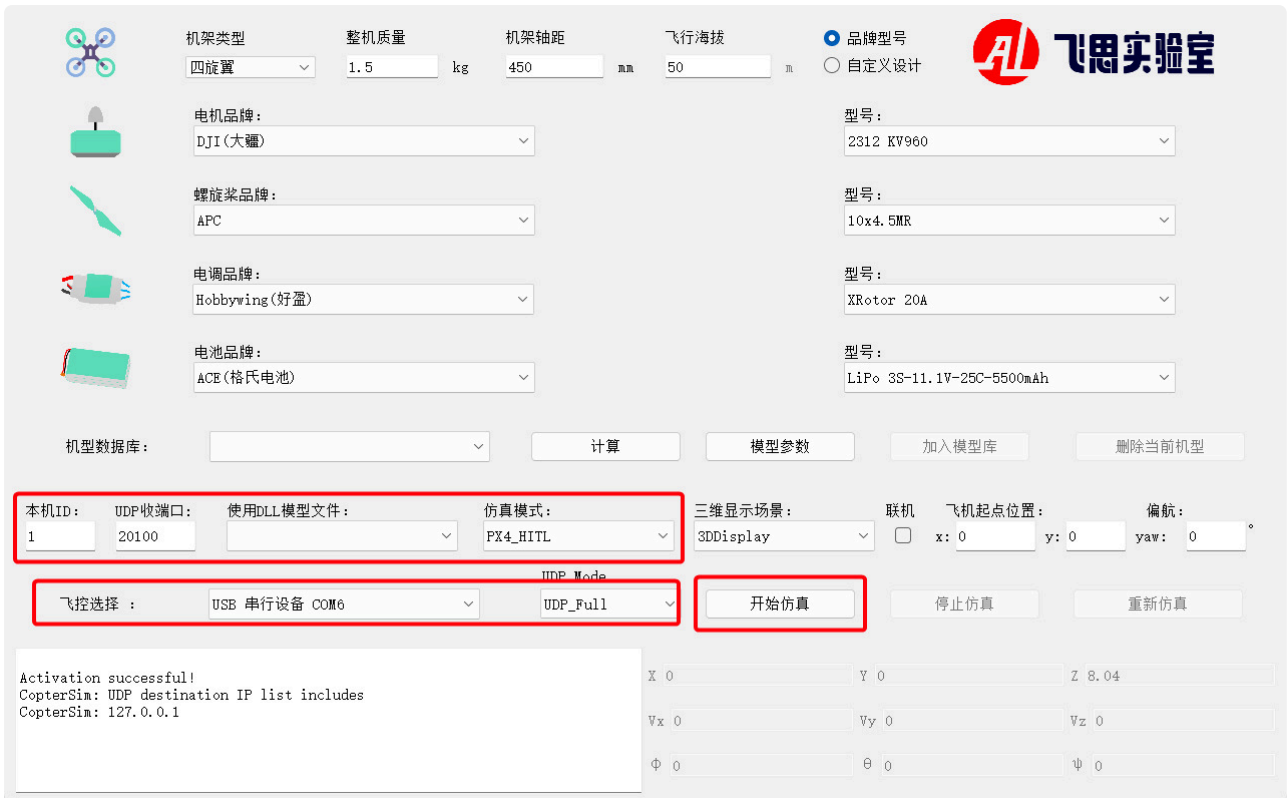 机架类型 整机质量 机架轴距 飞行海拔 品牌型号
四旋翼 1.5 kg 450 mm 50 m 自定义设计
飞思实验室
电机品牌： 型号：
DJI(大疆) 2312 KV960
螺旋桨品牌： 型号：
APC 10x4.5MR
电调品牌： 型号：
Hobbywing(好盈) XRotor 20A
电池品牌： 型号：
ACE(格氏电池) LiPo 3S-11.1V-25C-5500mAh
机型数据库： 计算 模型参数 加入模型库 删除当前机型
本机ID： UDP收端口： 使用DLL模型文件： 仿真模式： 三维显示场景： 联机 飞机起点位置： 偏航：
1 20100 PX4_HITL 3DDisplay x: 0 y: 0 yaw: 0 °
UDP Mode
飞控选择 ： USB 串行设备 COM6 UDP_Full 开始仿真 停止仿真 重新仿真
Activation successful!
CopterSim: UDP destination IP list includes
CopterSim: 127.0.0.1
X 0 Y 0 Z 8.04
Vx 0 Vy 0 Vz 0
Φ 0 θ 0 ψ 0